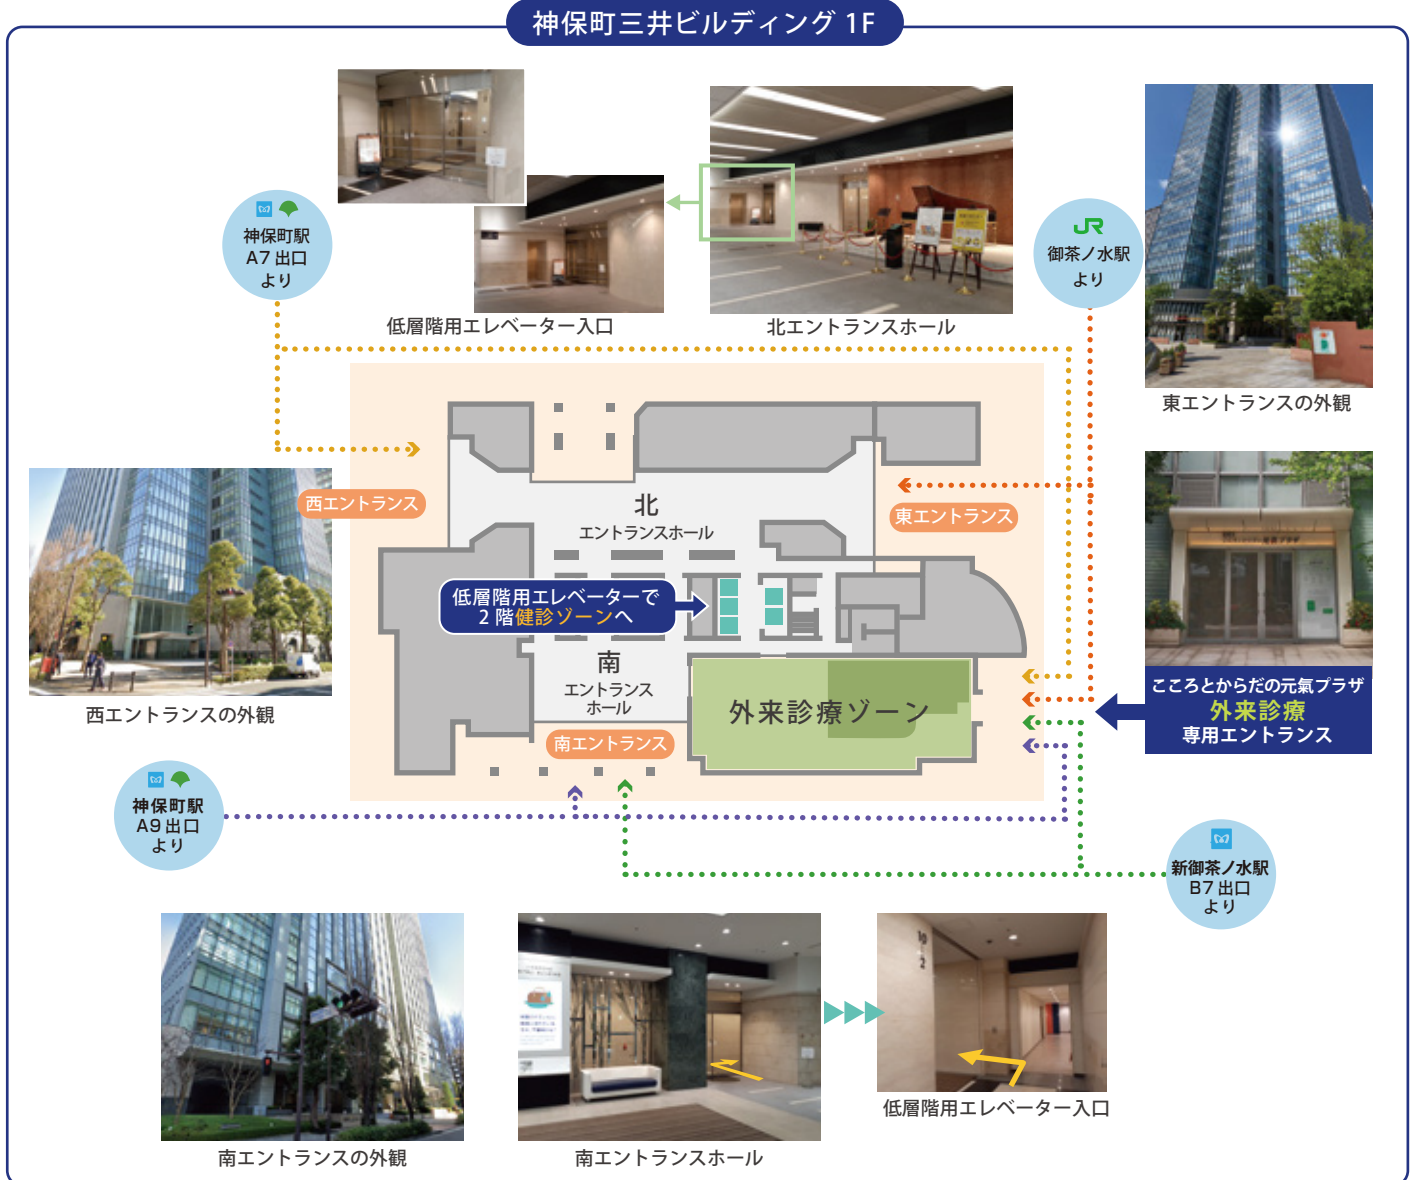 神保町三井ビルディング 1F
神保町駅
A7 出口
より
JR
御茶ノ水駅
より
低層階用エレベーター入口
北エントランスホール
東エントランスの外観
西エントランス
北
エントランスホール
東エントランス
低層階用エレベーターで
2 階健診ゾーンへ
南
エントランス
ホール
外来診療ゾーン
南エントランス
西エントランスの外観
こころとからだの元氣プラザ
外来診療
専用エントランス
神保町駅
A9 出口
より
新御茶ノ水駅
B7 出口
より
10
2
南エントランスの外観
南エントランスホール
低層階用エレベーター入口